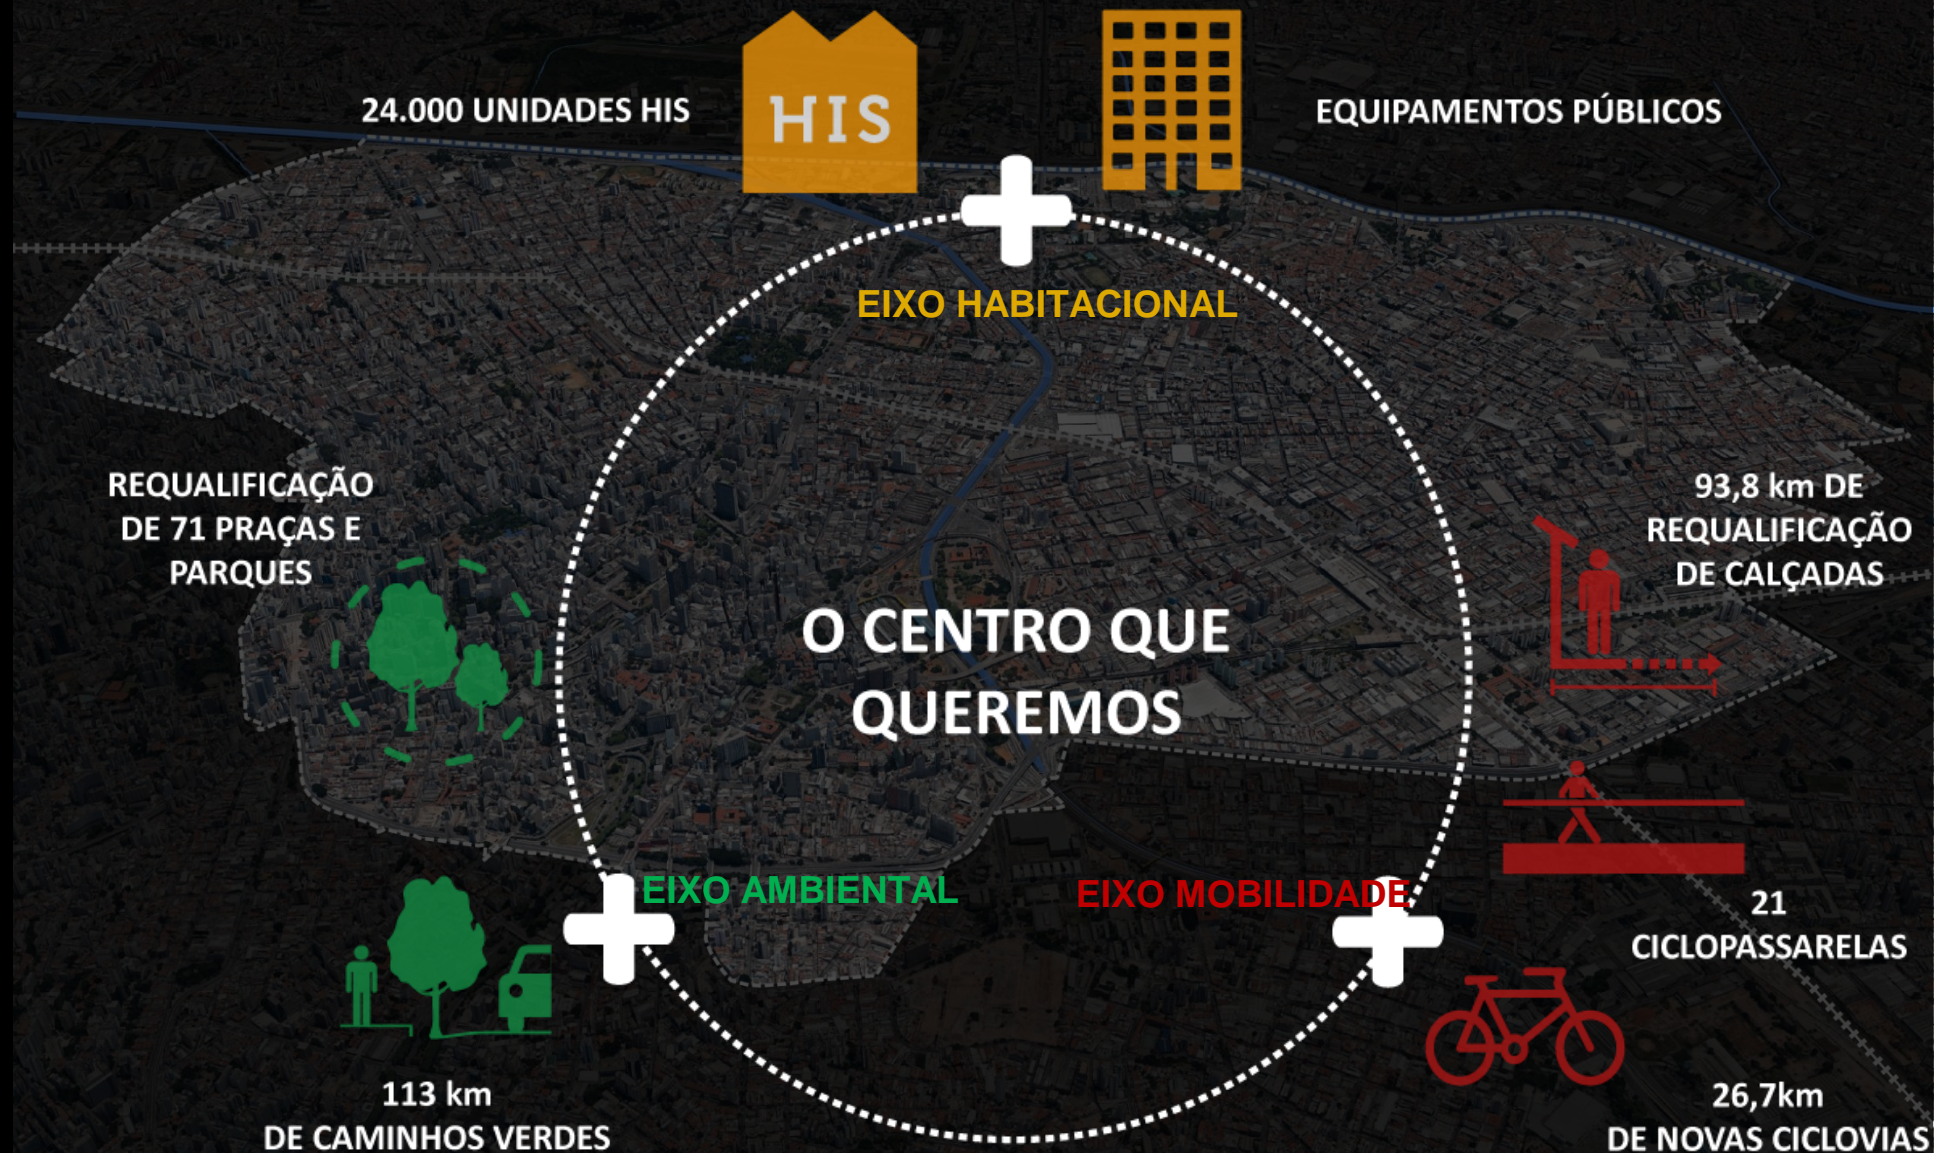 24.000 UNIDADES HIS
HIS
EQUIPAMENTOS PÚBLICOS
EIXO HABITACIONAL
REQUALIFICAÇÃO
DE 71 PRAÇAS E
PARQUES
93,8 km DE
REQUALIFICAÇÃO
DE CALÇADAS
O CENTRO QUE
QUEREMOS
EIXO AMBIENTAL
EIXO MOBILIDADE
21
CICLOPASSARELAS
113 km
DE CAMINHOS VERDES
26,7km
DE NOVAS CICLOVIAS